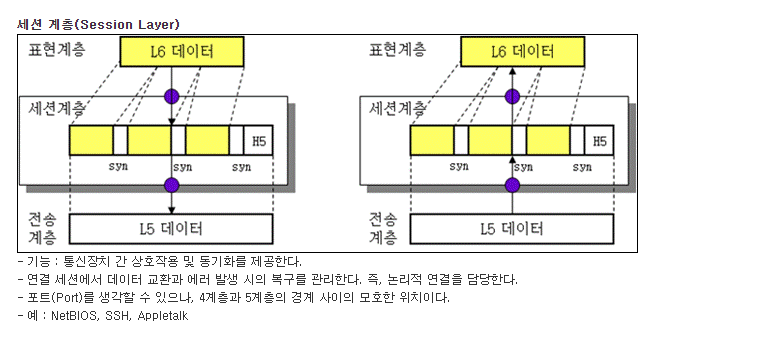 세션 계층(Session Layer)
표현계층 L6 데이터 표현계층 L6 데이터
세션계층 세션계층
H5 H5
syn syn syn syn syn syn
전송 계층 L5 데이터 전송 계층 L5 데이터
- 기능 : 통신장치 간 상호작용 및 동기화를 제공한다.
- 연결 세션에서 데이터 교환과 에러 발생 시의 복구를 관리한다. 즉, 논리적 연결을 담당한다.
- 포트(Port)를 생각할 수 있으나, 4계층과 5계층의 경계 사이의 모호한 위치이다.
- 예 : NetBIOS, SSH, Appletalk